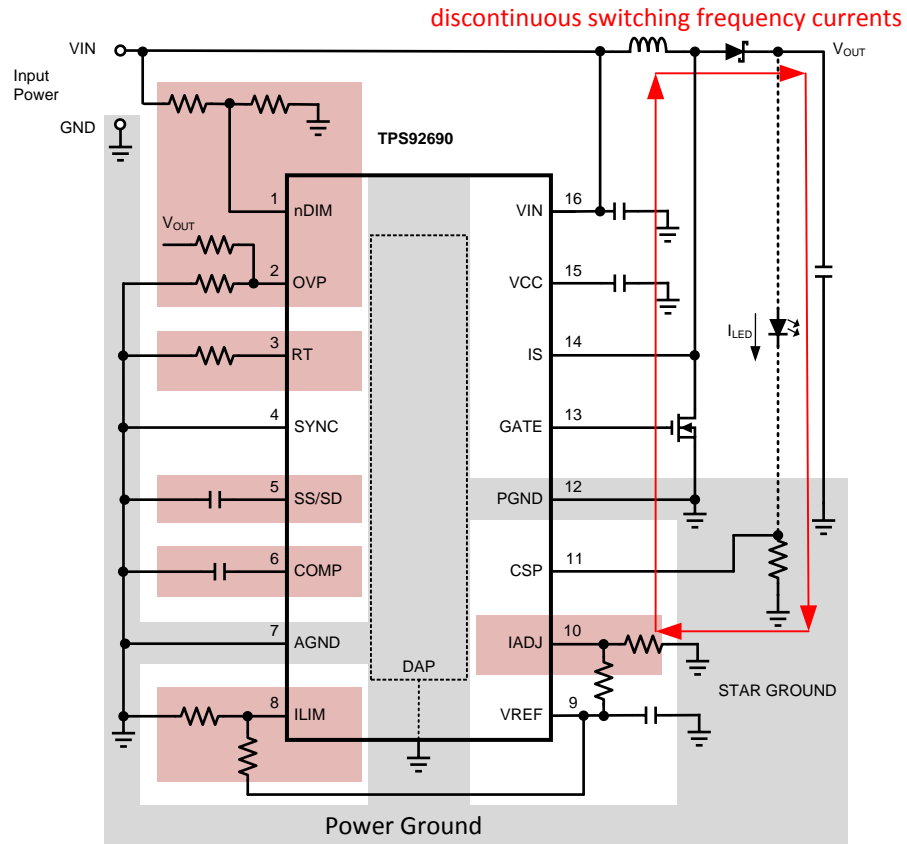 discontinuous switching frequency currents
VIN
VOUT
Input
Power
GND
TPS92690
1
nDIM
16
VIN
VOUT
2
OVP
15
VCC
3
RT
14
IS
ILED
4
SYNC
13
GATE
5
SS/SD
12
PGND
6
COMP
11
CSP
7
AGND
10
IADJ
DAP
STAR GROUND
8
ILIM
9
VREF
Power Ground